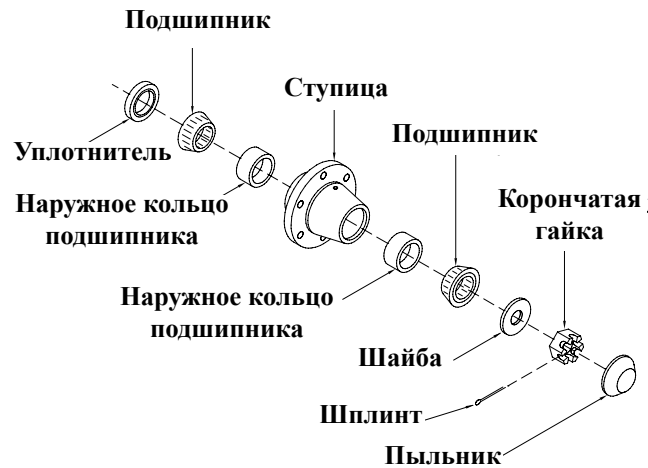 Подшипник
Ступица
Подшипник
Уплотнитель
Корончатая
гайка
Наружное кольцо
подшипника
Наружное кольцо
подшипника
Шайба
Шплинт
Пыльник